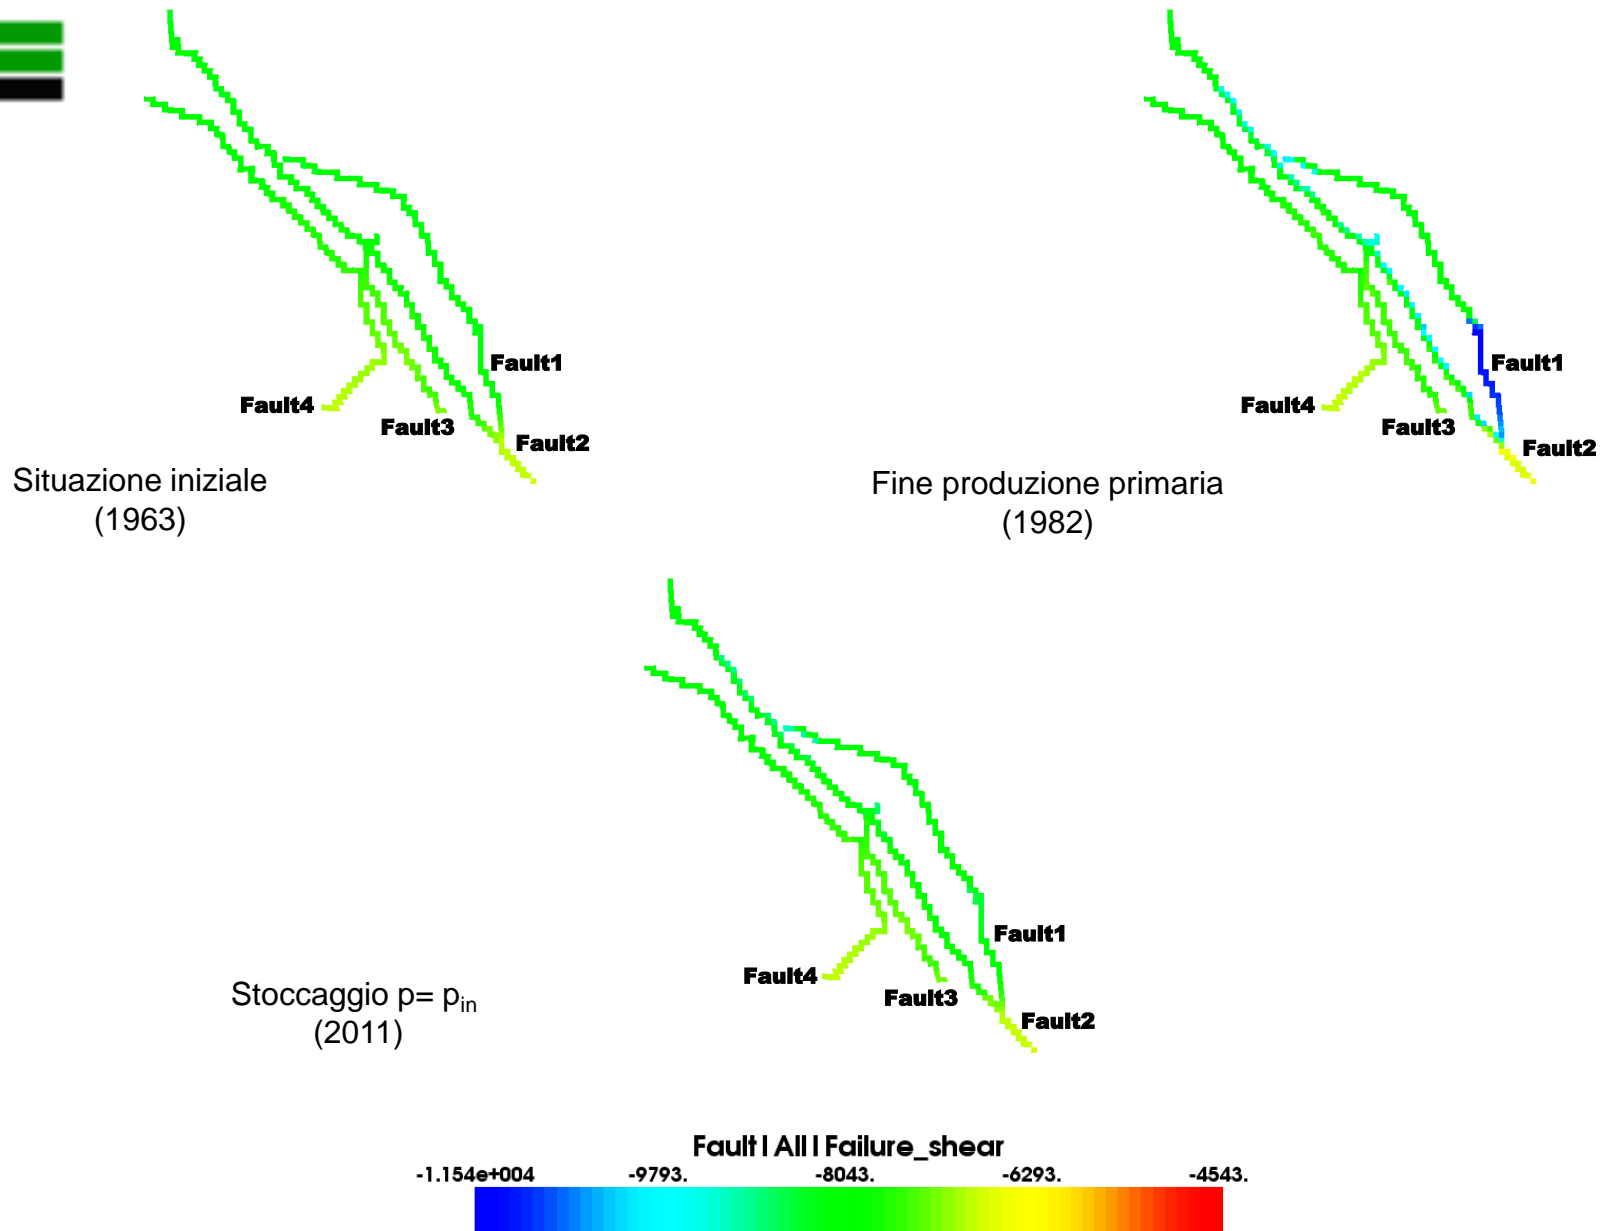 Fault1
Fault4
Fault3
Fault2
Situazione iniziale
(1963)
Fault1
Fault4
Fault3
Fault2
Fine produzione primaria
(1982)
Fault1
Fault4
Fault3
Fault2
Stoccaggio p= pin
(2011)
Fault | All | Failure_shear
-1.154e+004 -9793. -8043. -6293. -4543.